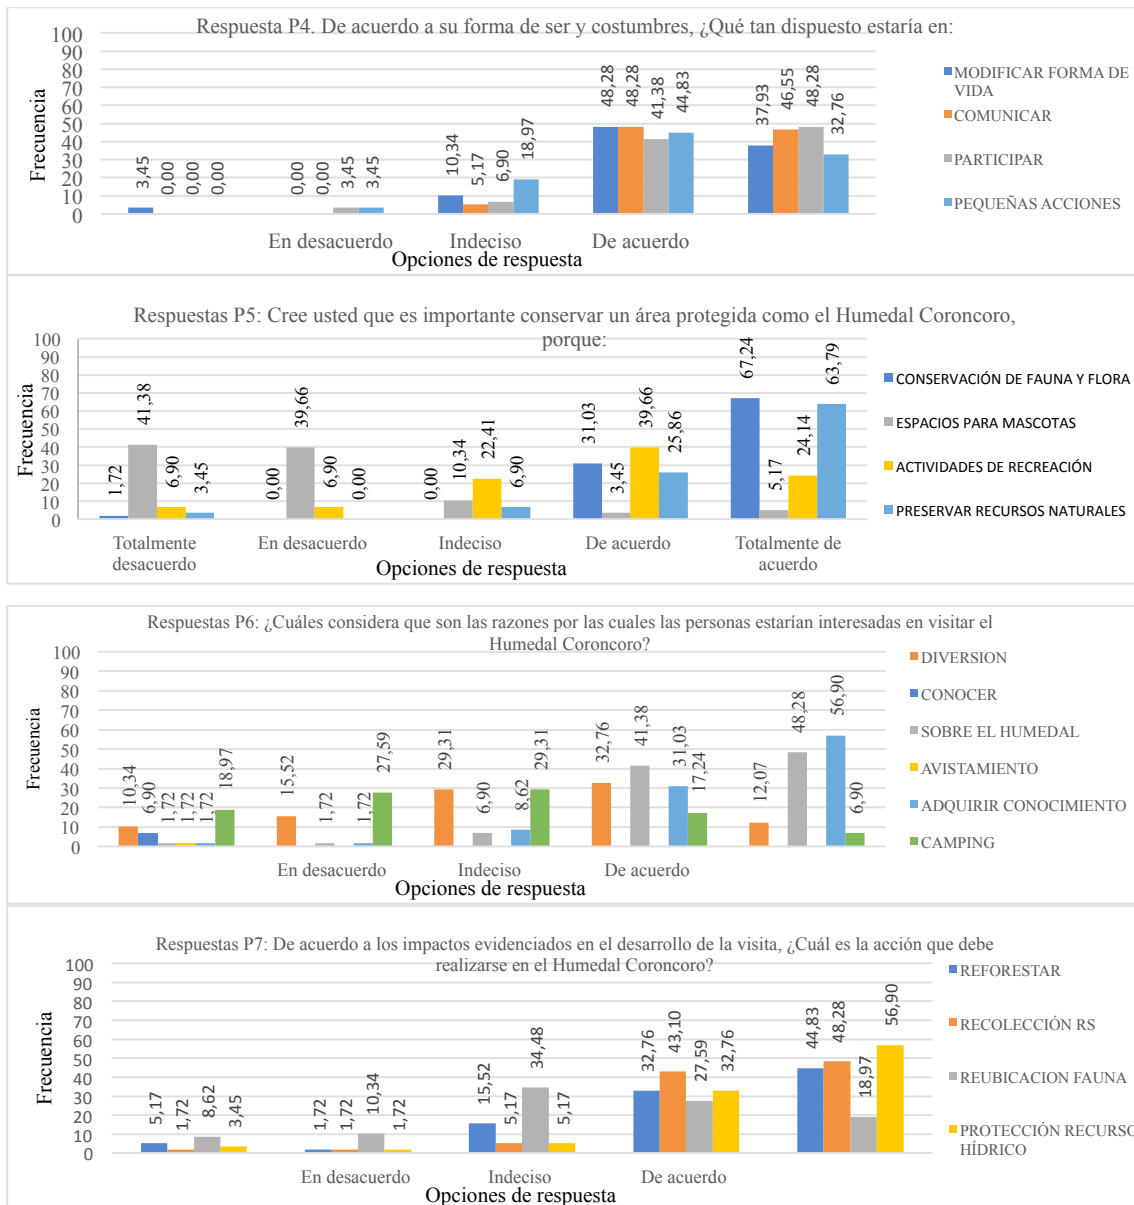 Respuesta P4. De acuerdo a su forma de ser y costumbres, ¿Qué tan dispuesto estaría en:
100
90
80
70
60
50
40
30
20
10
0
Frecuencia
3,45
0,00
0,00
0,00
0,00
0,00
3,45
3,45
10,34
5,17
6,90
18,97
48,28
48,28
41,38
44,83
37,93
46,55
48,28
32,76
En desacuerdo
Indeciso
De acuerdo
Opciones de respuesta
MODIFICAR FORMA DE
VIDA
COMUNICAR
PARTICIPAR
PEQUEÑAS ACCIONES
Respuestas P5: Cree usted que es importante conservar un área protegida como el Humedal Coroncoro,
porque:
100
90
80
70
60
50
40
30
20
10
0
Frecuencia
1,72
41,38
6,90
3,45
0,00
39,66
6,90
0,00
0,00
10,34
22,41
6,90
31,03
3,45
39,66
25,86
67,24
5,17
24,14
63,79
Totalmente
desacuerdo
En desacuerdo
Indeciso
De acuerdo
Totalmente de
acuerdo
Opciones de respuesta
CONSERVACIÓN DE FAUNA Y FLORA
ESPACIOS PARA MASCOTAS
ACTIVIDADES DE RECREACIÓN
PRESERVAR RECURSOS NATURALES
Respuestas P6: ¿Cuáles considera que son las razones por las cuales las personas estarían interesadas en visitar el
Humedal Coroncoro?
100
90
80
70
60
50
40
30
20
10
0
Frecuencia
10,34
6,90
1,72
1,72
1,72
18,97
15,52
1,72
1,72
27,59
29,31
6,90
8,62
29,31
32,76
41,38
31,03
17,24
12,07
48,28
56,90
6,90
En desacuerdo
Indeciso
De acuerdo
Opciones de respuesta
DIVERSION
CONOCER
SOBRE EL HUMEDAL
AVISTAMIENTO
ADQUIRIR CONOCIMIENTO
CAMPING
Respuestas P7: De acuerdo a los impactos evidenciados en el desarrollo de la visita, ¿Cuál es la acción que debe
realizarse en el Humedal Coroncoro?
100
90
80
70
60
50
40
30
20
10
0
Frecuencia
5,17
1,72
8,62
3,45
1,72
1,72
10,34
1,72
15,52
5,17
34,48
5,17
32,76
43,10
27,59
32,76
44,83
48,28
18,97
56,90
En desacuerdo
Indeciso
De acuerdo
Opciones de respuesta
REFORESTAR
RECOLECCIÓN RS
REUBICACION FAUNA
PROTECCIÓN RECURSO
HÍDRICO